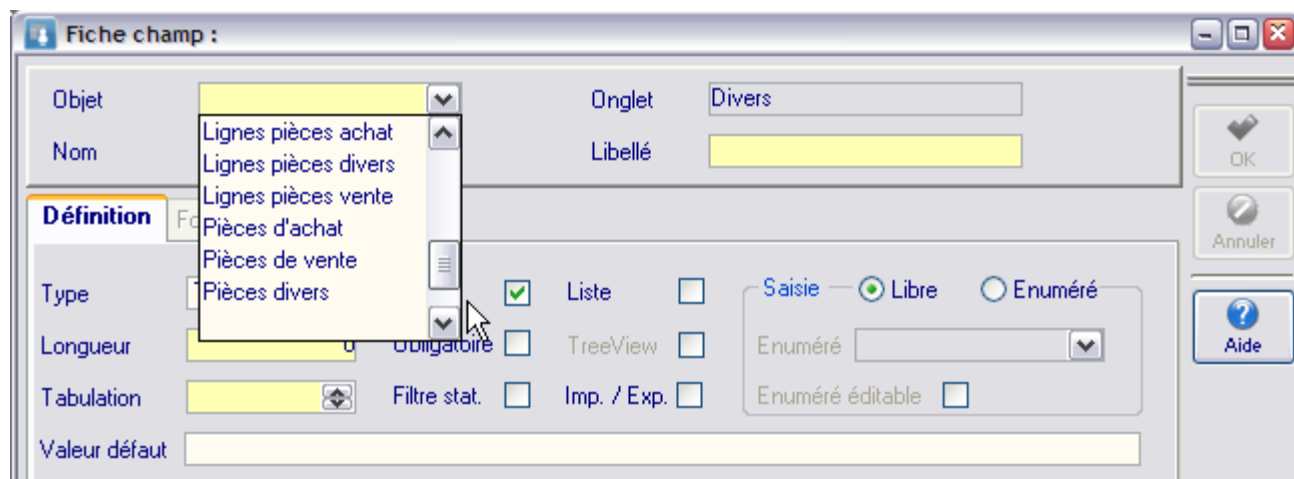 Fiche champ :
Objet
Onglet Divers
Nom
Libellé
Lignes pièces achat
Lignes pièces divers
Lignes pièces vente
Pièces d'achat
Pièces de vente
Pièces divers
OK
Annuler
Aide
Définition
Type
Liste
Saisie Libre Enuméré
Longueur
Obligatoire
TreeView
Enuméré
Tabulation
Filtre stat.
Imp. / Exp.
Enuméré éditable
Valeur défaut